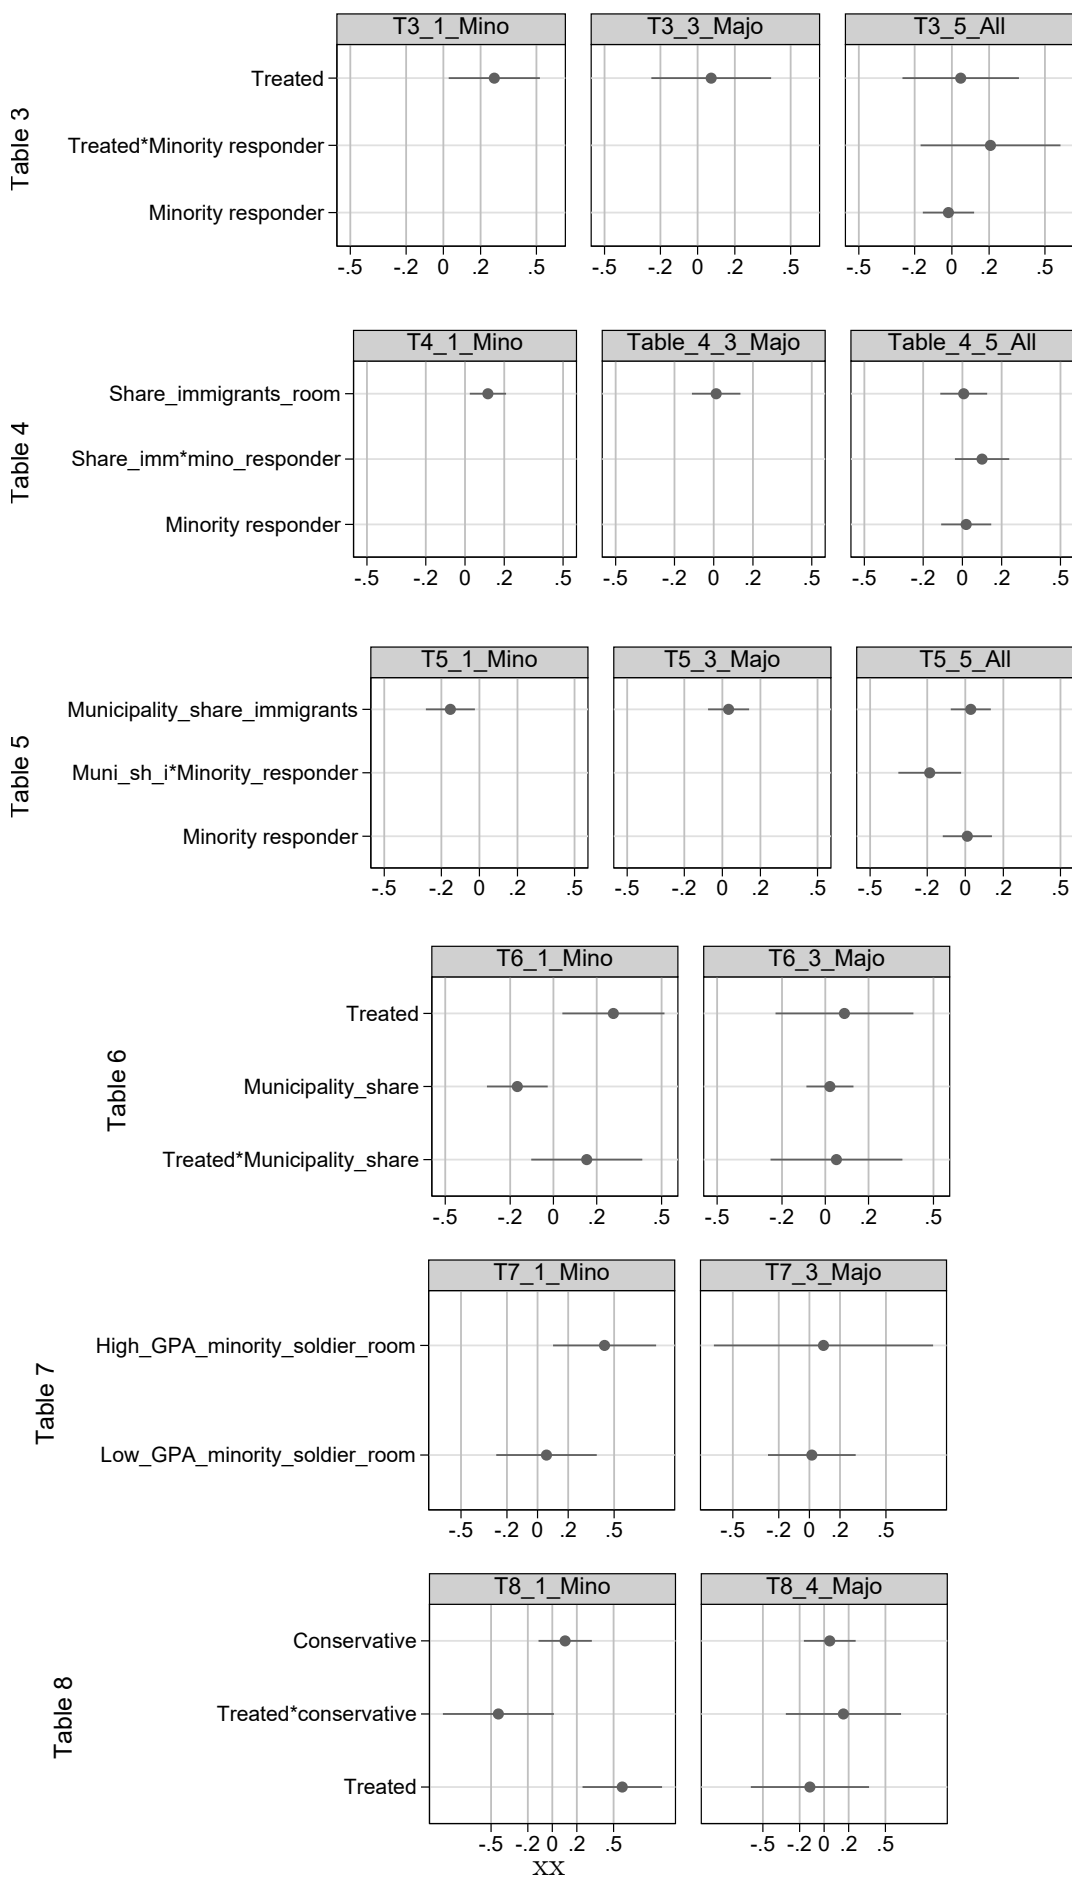 Table 3
T3_1_Mino T3_3_Majo T3_5_All
Treated
Treated*Minority responder
Minority responder
-.5 -.2 0 .2 .5 -.5 -.2 0 .2 .5 -.5 -.2 0 .2 .5
Table 4
T4_1_Mino Table_4_3_Majo Table_4_5_All
Share_immigrants_room
Share_imm*mino_responder
Minority responder
-.5 -.2 0 .2 .5 -.5 -.2 0 .2 .5 -.5 -.2 0 .2 .5
Table 5
T5_1_Mino T5_3_Majo T5_5_All
Municipality_share_immigrants
Muni_sh_i*Minority_responder
Minority responder
-.5 -.2 0 .2 .5 -.5 -.2 0 .2 .5 -.5 -.2 0 .2 .5
Table 6
T6_1_Mino T6_3_Majo
Treated
Municipality_share
Treated*Municipality_share
-.5 -.2 0 .2 .5 -.5 -.2 0 .2 .5
Table 7
T7_1_Mino T7_3_Majo
High_GPA_minority_soldier_room
Low_GPA_minority_soldier_room
-.5 -.2 0 .2 .5 -.5 -.2 0 .2 .5
Table 8
T8_1_Mino T8_4_Majo
Conservative
Treated*conservative
Treated
-.5 -.2 0 .2 .5 -.5 -.2 0 .2 .5
XX